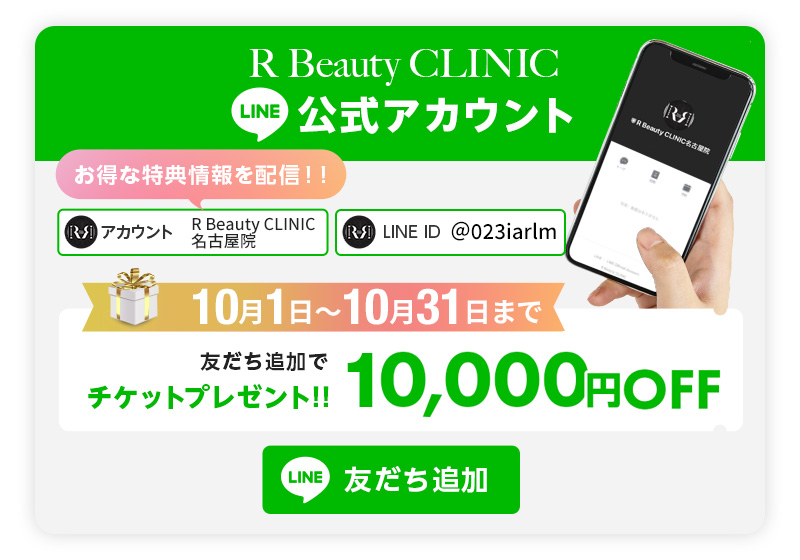 R Beauty CLINIC
LINE 公式アカウント
お得な特典情報を配信！！
アカウント R Beauty CLINIC 名古屋院
LINE ID @023iarlm
R Beauty CLINIC名古屋院
10月1日〜10月31日まで
友だち追加で
チケットプレゼント!!
10,000円OFF
LINE 友だち追加